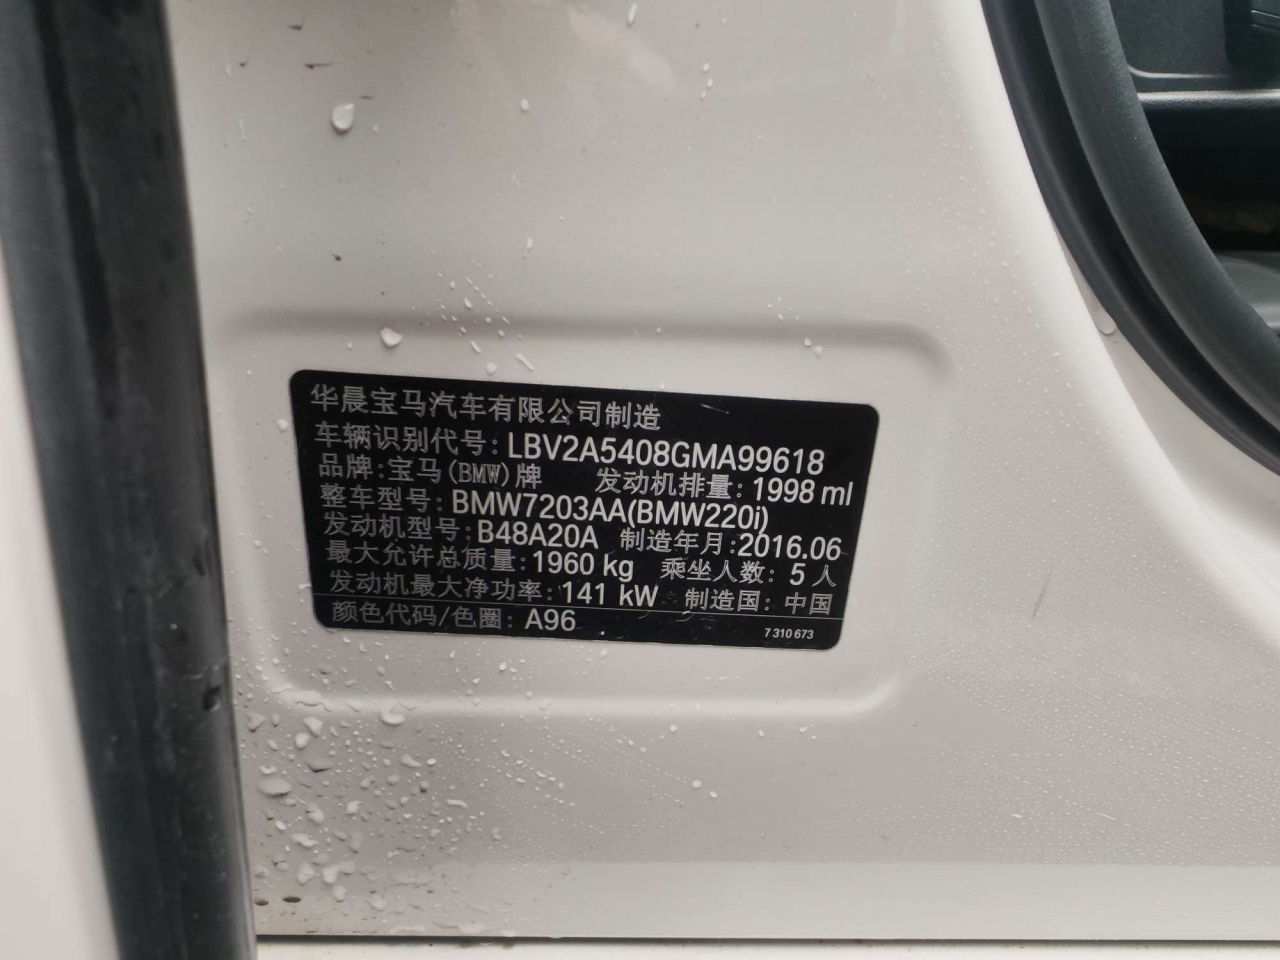 华晨宝马汽车有限公司制造
车辆识别代号: LBV2A5408GMA99618
品牌: 宝马(BMW)牌 发动机排量: 1998 ml
整车型号: BMW7203AA(BMW220i)
发动机型号: B48A20A 制造年月: 2016.06
最大允许总质量: 1960 kg 乘坐人数: 5 人
发动机最大净功率: 141 kW 制造国: 中国
颜色代码/色圈: A96
7 310 673